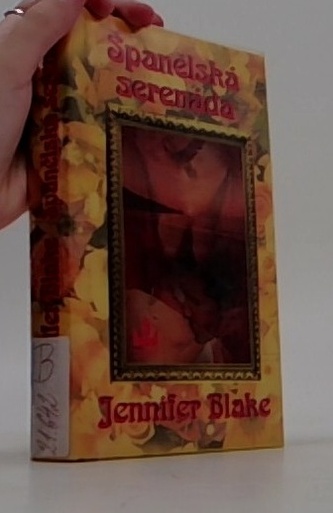 Španělská
serenáda
Jennifer Blake
B